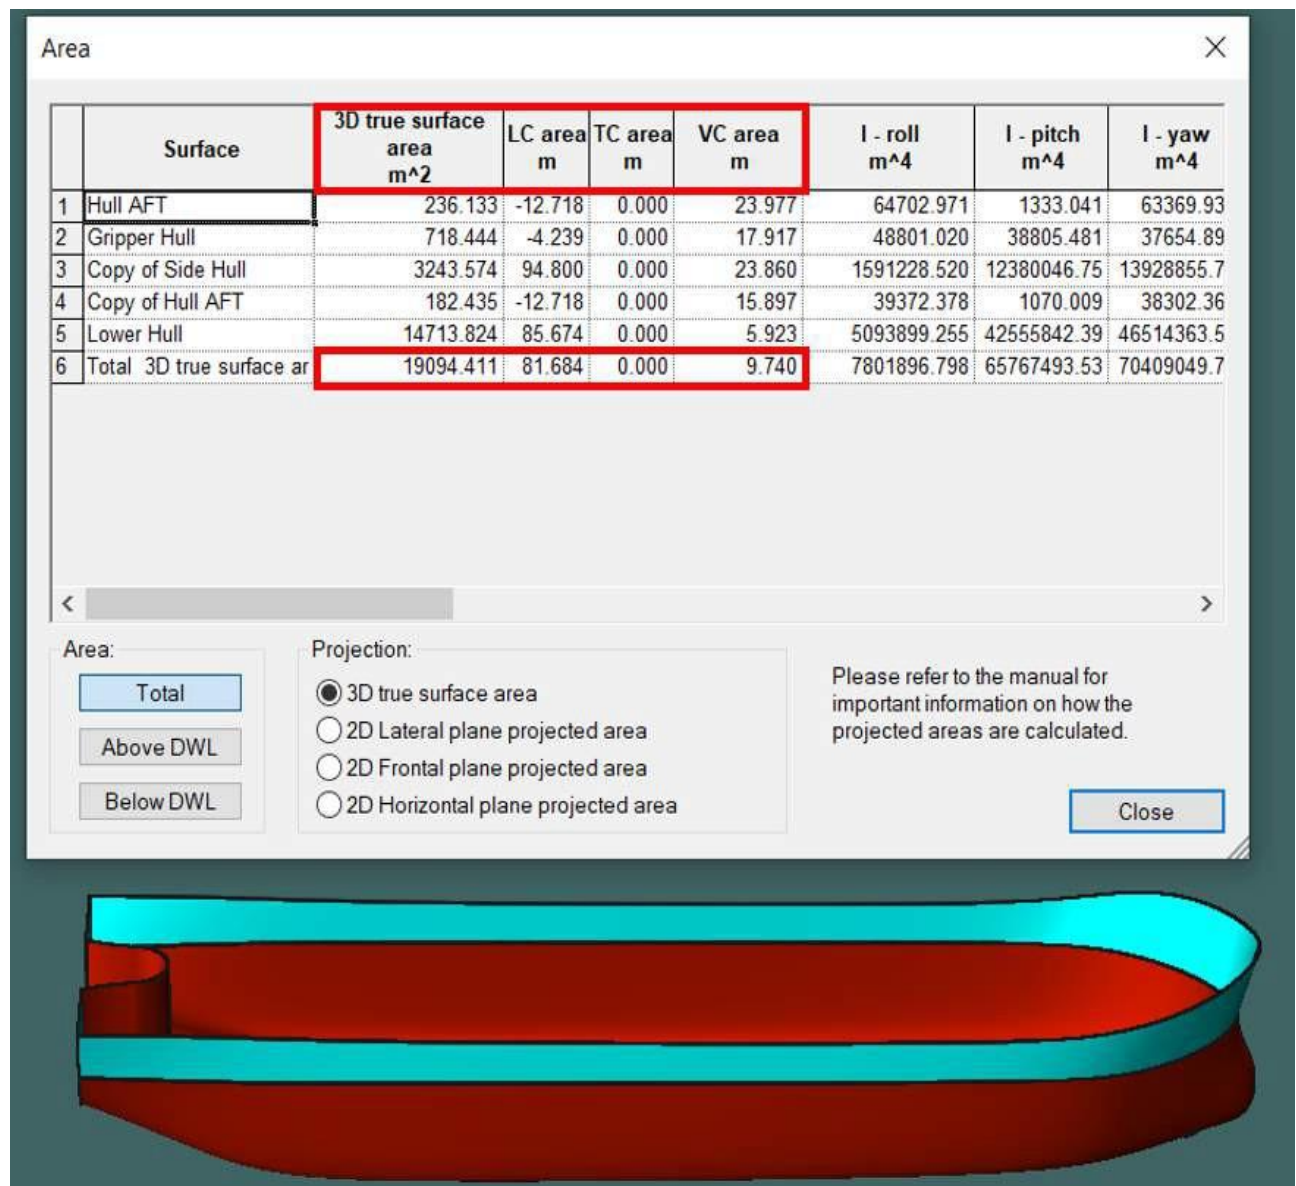 Area
Surface 3D true surface area m^2 LC area m TC area m VC area m I - roll m^4 I - pitch m^4 I - yaw m^4
1 Hull AFT 236.133 -12.718 0.000 23.977 64702.971 1333.041 63369.93
2 Gripper Hull 718.444 -4.239 0.000 17.917 48801.020 38805.481 37654.89
3 Copy of Side Hull 3243.574 94.800 0.000 23.860 1591228.520 12380046.75 13928855.7
4 Copy of Hull AFT 182.435 -12.718 0.000 15.897 39372.378 1070.009 38302.36
5 Lower Hull 14713.824 85.674 0.000 5.923 5093899.255 42555842.39 46514363.5
6 Total 3D true surface ar 19094.411 81.684 0.000 9.740 7801896.798 65767493.53 70409049.7
Area:
Total
Above DWL
Below DWL
Projection:
3D true surface area
2D Lateral plane projected area
2D Frontal plane projected area
2D Horizontal plane projected area
Please refer to the manual for
important information on how the
projected areas are calculated.
Close